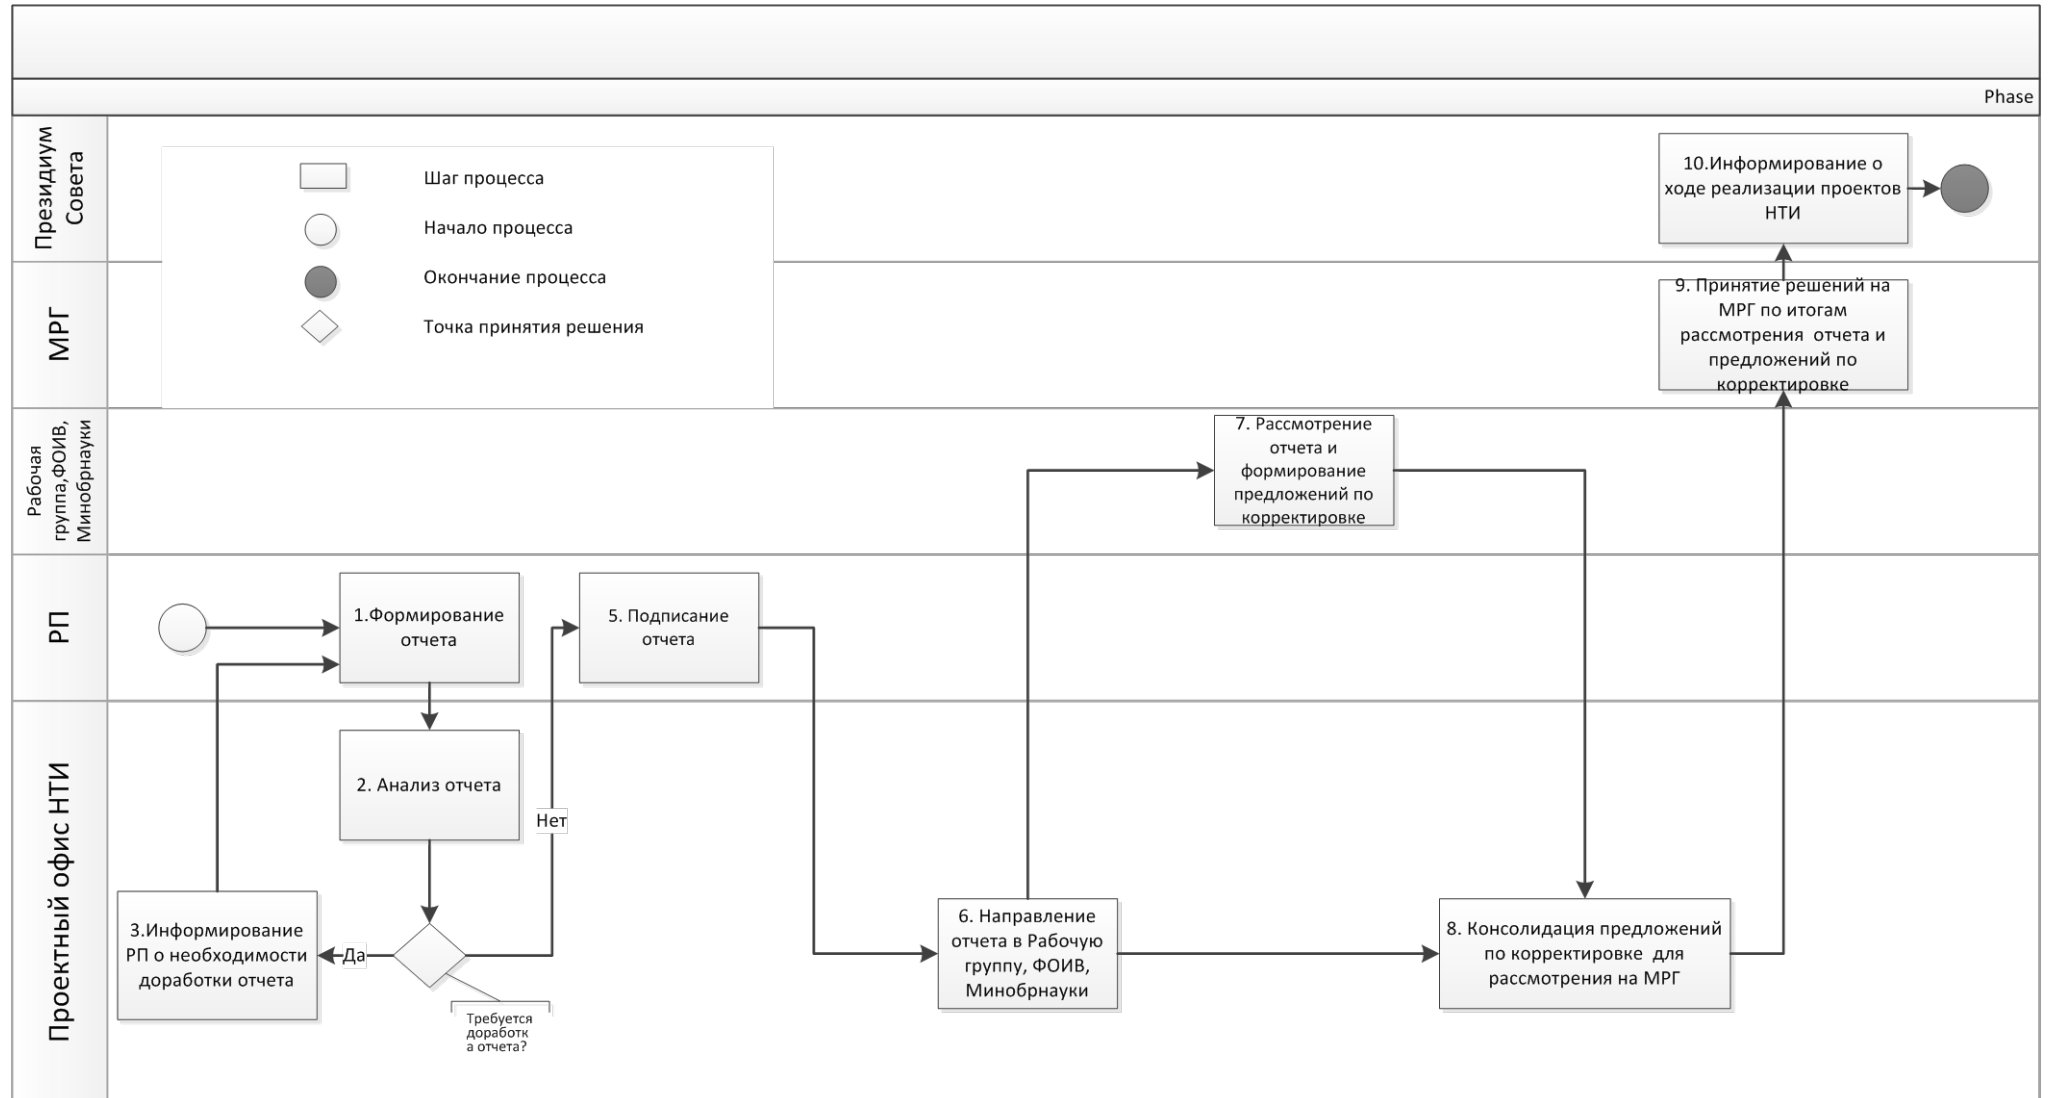 Phase
Президиум
Совета
Шаг процесса
Начало процесса
Окончание процесса
Точка принятия решения
10.Информирование о
ходе реализации проектов
НТИ
МРГ
9. Принятие решений на
МРГ по итогам
рассмотрения отчета и
предложений по
корректировке
Рабочая
группа,ФОИВ,
Минобрнауки
7. Рассмотрение
отчета и
формирование
предложений по
корректировке
РП
1.Формирование
отчета
5. Подписание
отчета
Проектный офис НТИ
2. Анализ отчета
Нет
3.Информирование
РП о необходимости
доработки отчета
Да
Требуется
доработк
а отчета?
6. Направление
отчета в Рабочую
группу, ФОИВ,
Минобрнауки
8. Консолидация предложений
по корректировке для
рассмотрения на МРГ